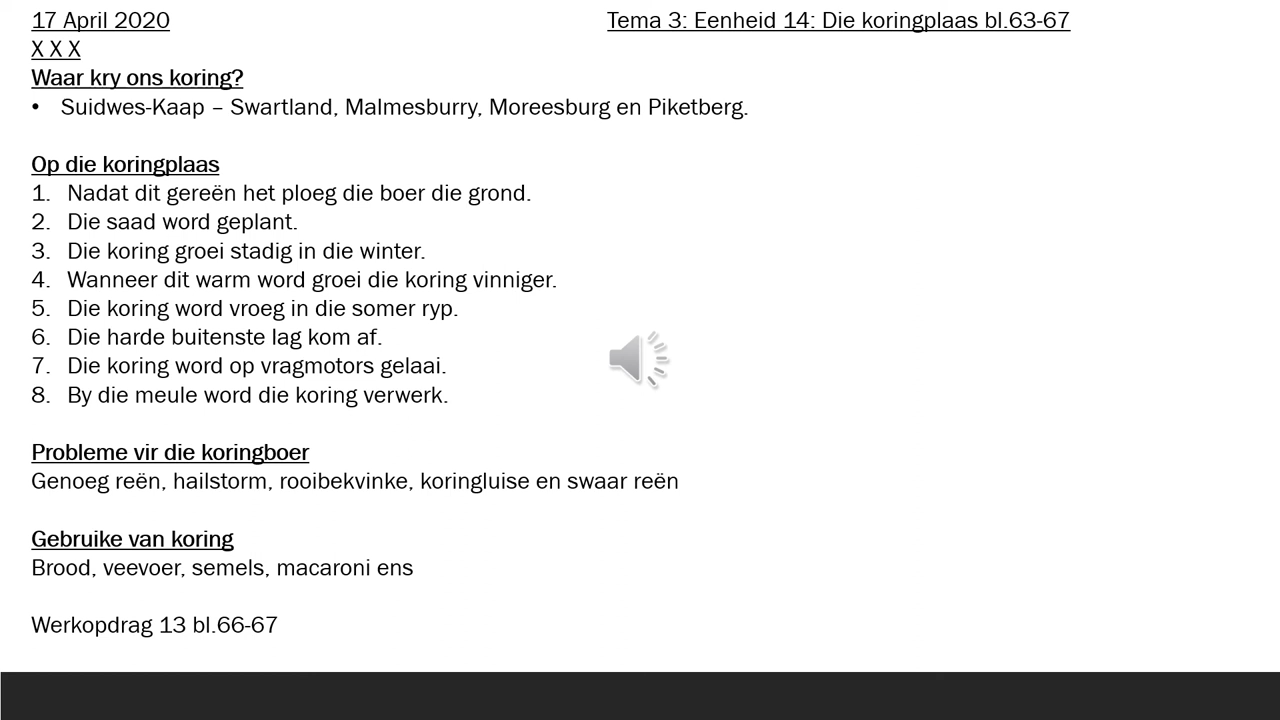 17 April 2020 Tema 3: Eenheid 14: Die koringplaas bl.63-67
X X X
Waar kry ons koring?
• Suidwes-Kaap – Swartland, Malmesburry, Moreesburg en Piketberg.
Op die koringplaas
1. Nadat dit gereën het ploeg die boer die grond.
2. Die saad word geplant.
3. Die koring groei stadig in die winter.
4. Wanneer dit warm word groei die koring vinniger.
5. Die koring word vroeg in die somer ryp.
6. Die harde buitenste lag kom af.
7. Die koring word op vragmotors gelaai.
8. By die meule word die koring verwerk.
Probleme vir die koringboer
Genoeg reën, hailstorm, rooibekvinke, koringluise en swaar reën
Gebruike van koring
Brood, veevoer, semels, macaroni ens
Werkopdrag 13 bl.66-67